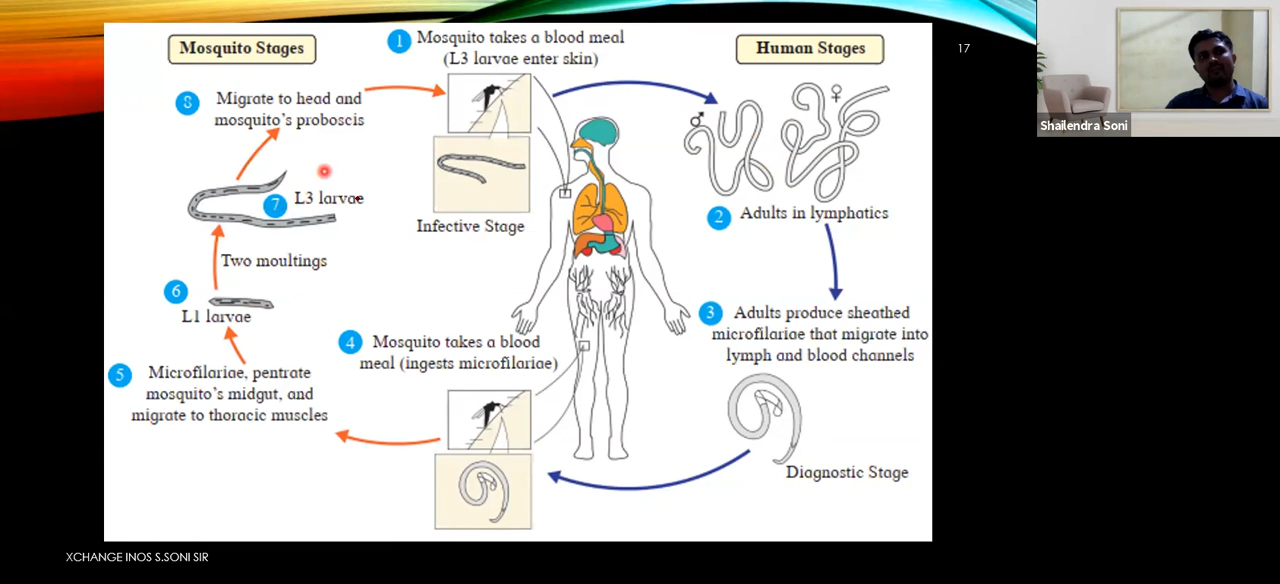 Mosquito Stages
1 Mosquito takes a blood meal
(L3 larvae enter skin)
Human Stages
17
8 Migrate to head and
mosquito's proboscis
♂
♀
7 L3 larvae
Infective Stage
2 Adults in lymphatics
Two moultings
6
L1 larvae
3 Adults produce sheathed
microfilariae that migrate into
lymph and blood channels
4 Mosquito takes a blood
meal (ingests microfilariae)
5 Microfilariae, pentrate
mosquito's midgut, and
migrate to thoracic muscles
Diagnostic Stage
XCHANGE INOS S.SONI SIR
Shailendra Soni